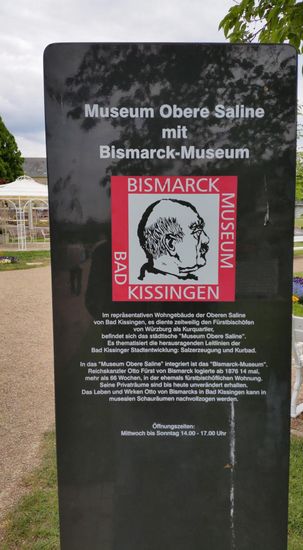 Museum Obere Saline
mit
Bismarck-Museum
BISMARCK
MUSEUM
BAD
KISSINGEN
Im repräsentativen Wohngebäude der Oberen Saline
von Bad Kissingen, es diente zeitweilig den Fürstbischöfen
von Würzburg als Kurquartier,
befindet sich das städtische "Museum Obere Saline".
Es thematisiert die herausragenden Leitlinien der
Bad Kissinger Stadtentwicklung: Salzerzeugung und Kurbad.
In das "Museum Obere Saline" integriert ist das "Bismarck-Museum".
Reichskanzler Otto Fürst von Bismarck logierte ab 1876 14 mal,
mehr als 66 Wochen, in der ehemals fürstbischöflichen Wohnung.
Seine Privaträume sind bis heute unverändert erhalten.
Das Leben und Wirken Otto von Bismarcks in Bad Kissingen kann in
musealen Schauräumen nachvollzogen werden.
Öffnungszeiten:
Mittwoch bis Sonntag 14.00 - 17.00 Uhr